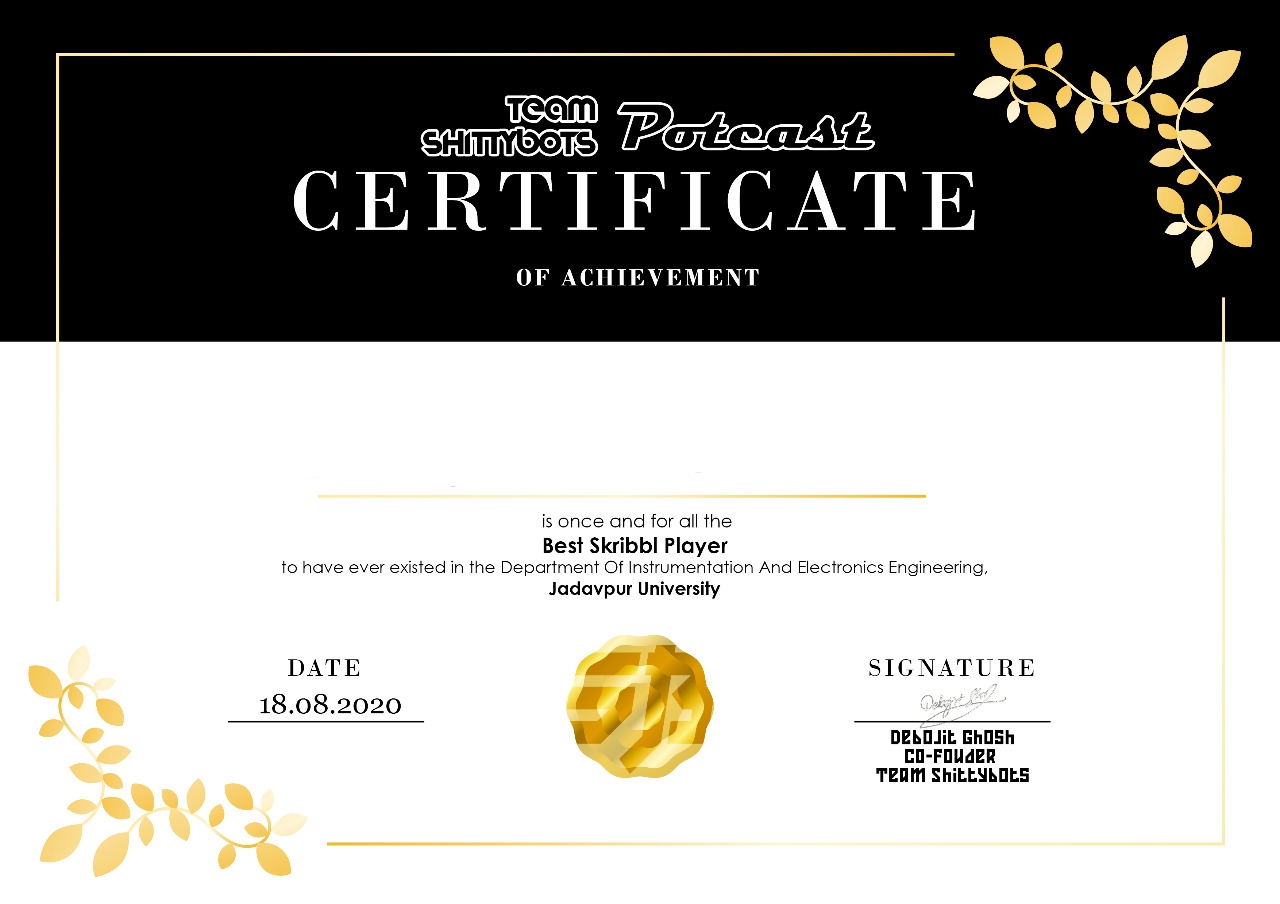 Team
SHITTYBOTS
Potcast
CERTIFICATE
OF ACHIEVEMENT
is once and for all the
Best Skribbl Player
to have ever existed in the Department Of Instrumentation And Electronics Engineering,
Jadavpur University
DATE
18.08.2020
SIGNATURE
Debojit Ghosh
Debojit Ghosh
Co-Fouder
Team Shittybots